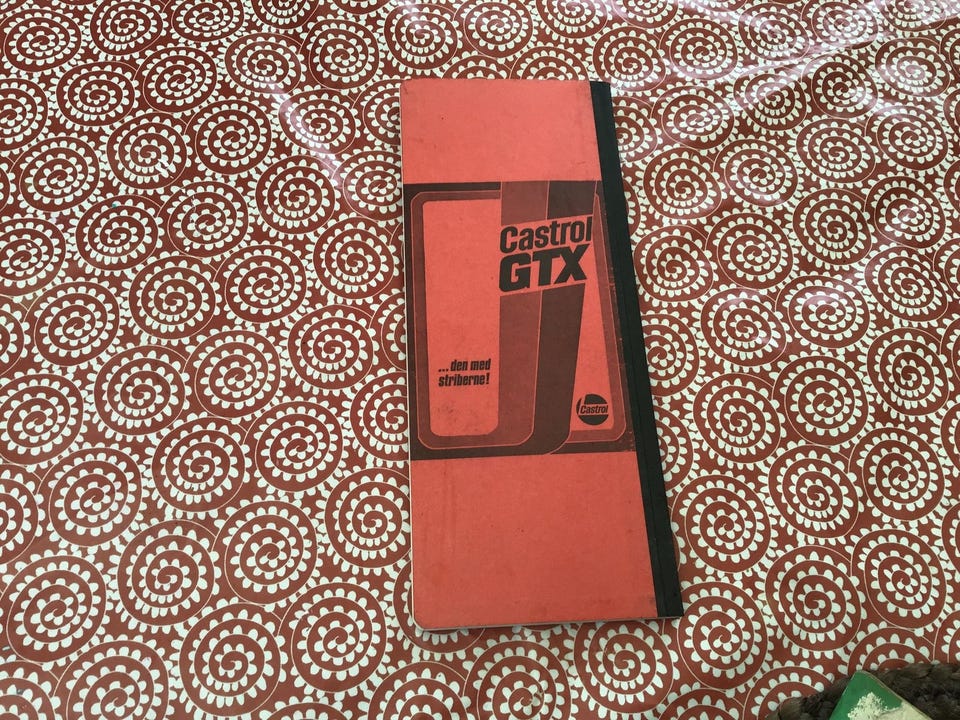 Castrol
GTX
...den med
striberne!
Castrol